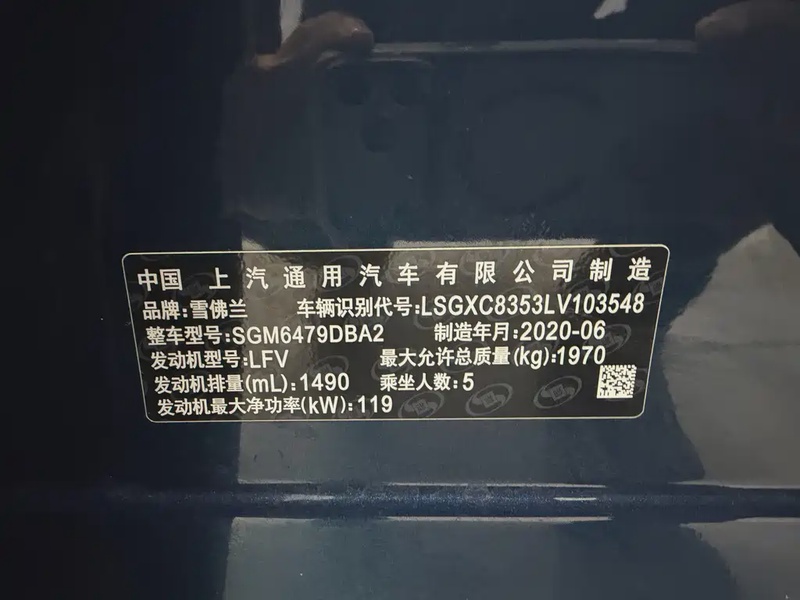 中国 上汽通用汽车有限公司制造
品牌:雪佛兰 车辆识别代号:LSGXC8353LV103548
整车型号:SGM6479DBA2 制造年月:2020-06
发动机型号:LFV 最大允许总质量(kg):1970
发动机排量(mL):1490 乘坐人数:5
发动机最大净功率(kW):119